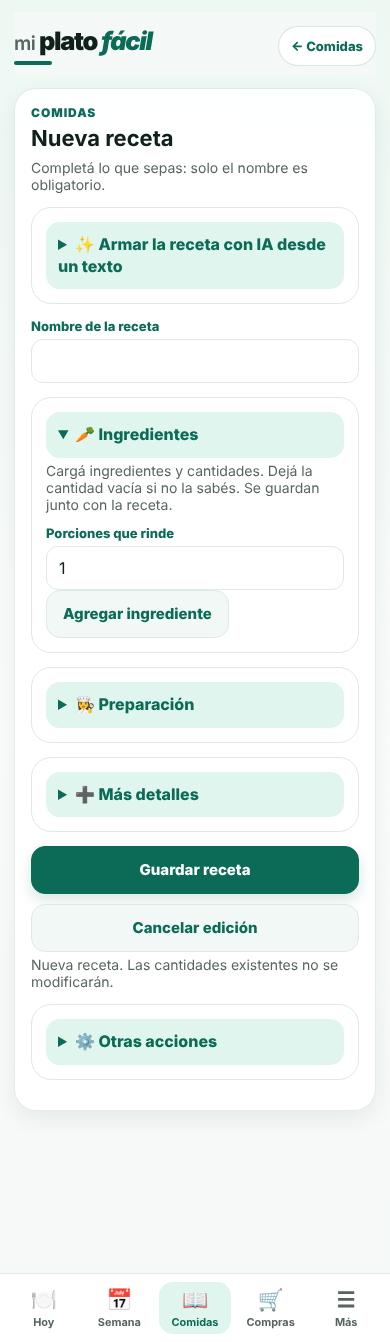 mi plato fácil
← Comidas
COMIDAS
Nueva receta
Completá lo que sepas: solo el nombre es
obligatorio.
▶ ✨ Armar la receta con IA desde
un texto
Nombre de la receta
▼ 🥕 Ingredientes
Cargá ingredientes y cantidades. Dejá la
cantidad vacía si no la sabés. Se guardan
junto con la receta.
Porciones que rinde
1
Agregar ingrediente
▶ 👩‍🍳 Preparación
▶ ➕ Más detalles
Guardar receta
Cancelar edición
Nueva receta. Las cantidades existentes no se
modificarán.
▶ ⚙️ Otras acciones
Hoy
Semana
Comidas
Compras
Más